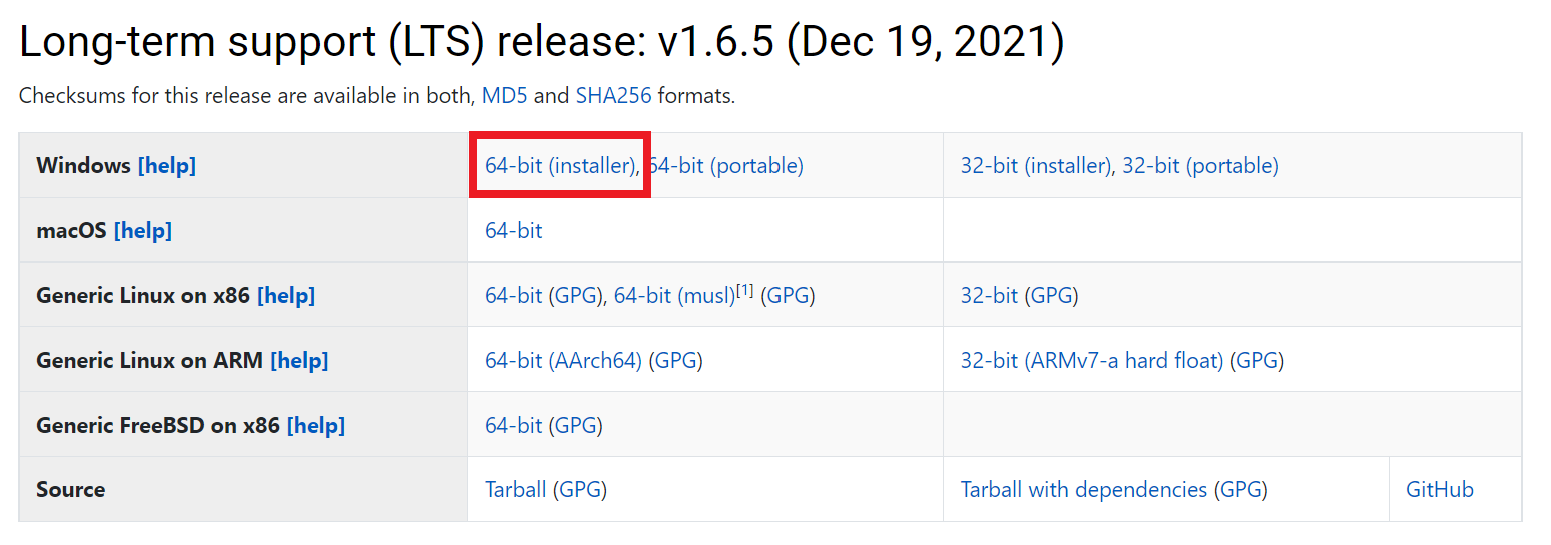 Long-term support (LTS) release: v1.6.5 (Dec 19, 2021)
Checksums for this release are available in both, MD5 and SHA256 formats.
Windows [help] 64-bit (installer), 64-bit (portable) 32-bit (installer), 32-bit (portable)
macOS [help] 64-bit
Generic Linux on x86 [help] 64-bit (GPG), 64-bit (musl)[1] (GPG) 32-bit (GPG)
Generic Linux on ARM [help] 64-bit (AArch64) (GPG) 32-bit (ARMv7-a hard float) (GPG)
Generic FreeBSD on x86 [help] 64-bit (GPG)
Source Tarball (GPG) Tarball with dependencies (GPG) GitHub